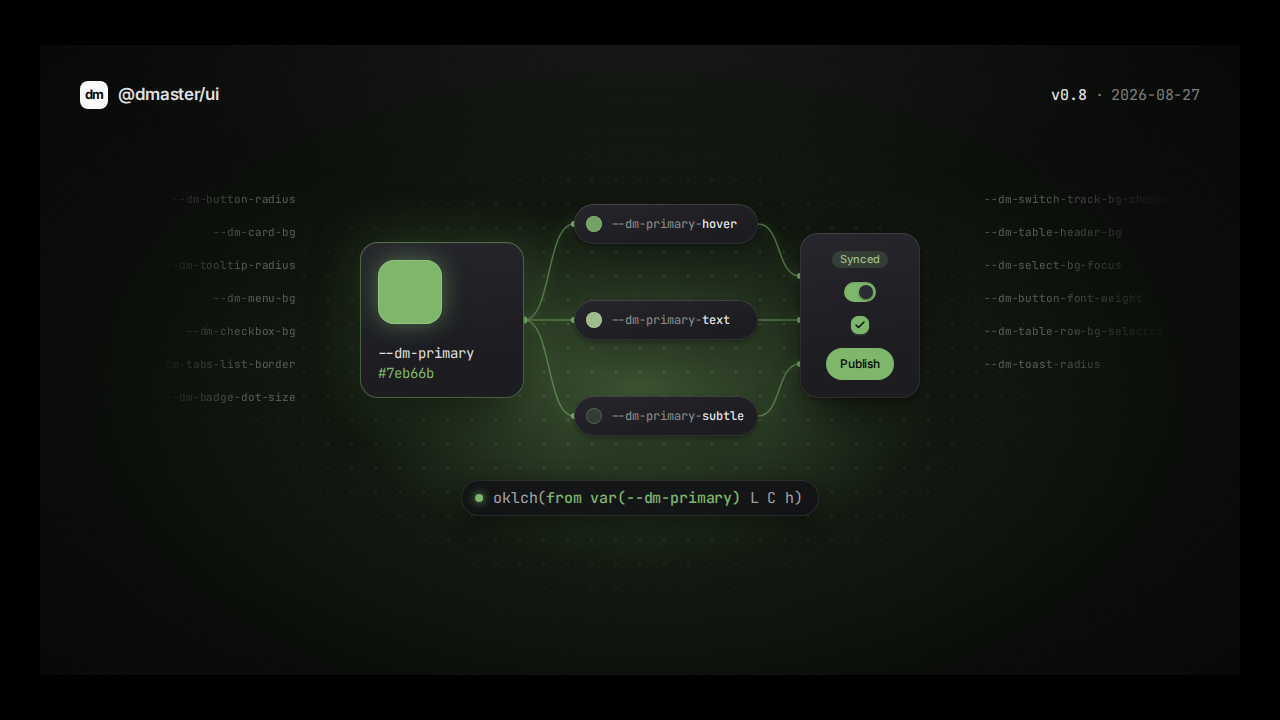 dm @dmaster/ui
v0.8 · 2026-08-27
--dm-button-radius
--dm-card-bg
--dm-tooltip-radius
--dm-menu-bg
--dm-checkbox-bg
dm-tabs-list-border
--dm-badge-dot-size
--dm-primary
#7eb66b
--dm-primary-hover
--dm-primary-text
--dm-primary-subtle
Synced
Publish
--dm-switch-track-bg-check
--dm-table-header-bg
--dm-select-bg-focus
--dm-button-font-weight
--dm-table-row-bg-selected
--dm-toast-radius
oklch(from var(--dm-primary) L C h)